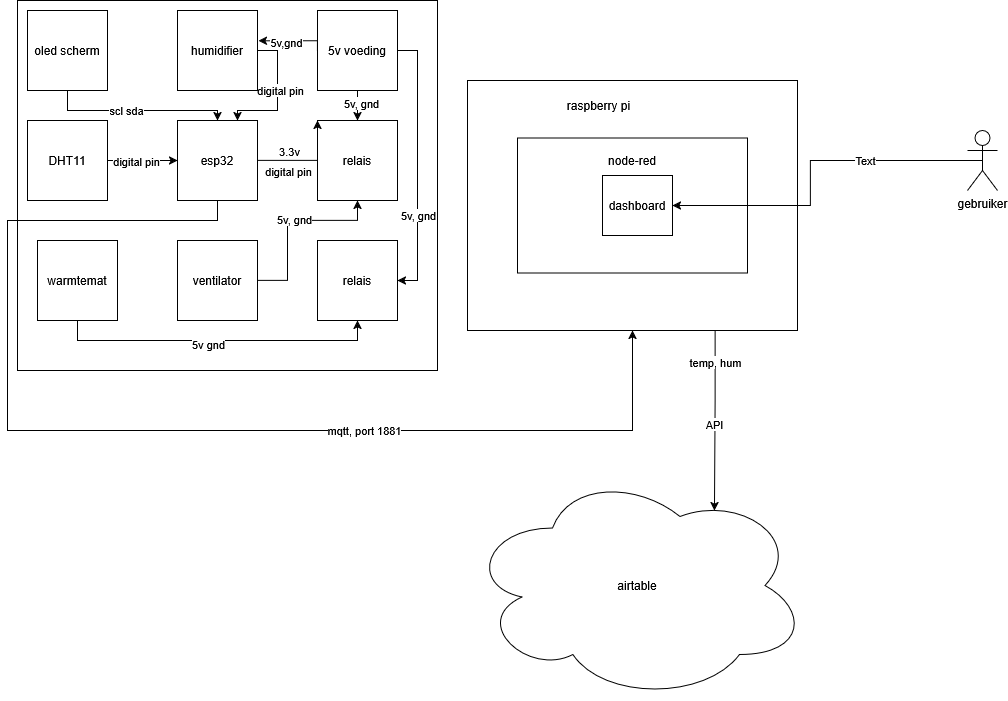 oled scherm
humidifier
5v,gnd
5v voeding
digital pin
5v, gnd
scl sda
DHT11
digital pin
esp32
3.3v
digital pin
relais
5v, gnd
5v, gnd
warmtemat
ventilator
relais
5v gnd
mqtt, port 1881
raspberry pi
node-red
dashboard
Text
gebruiker
temp, hum
API
airtable